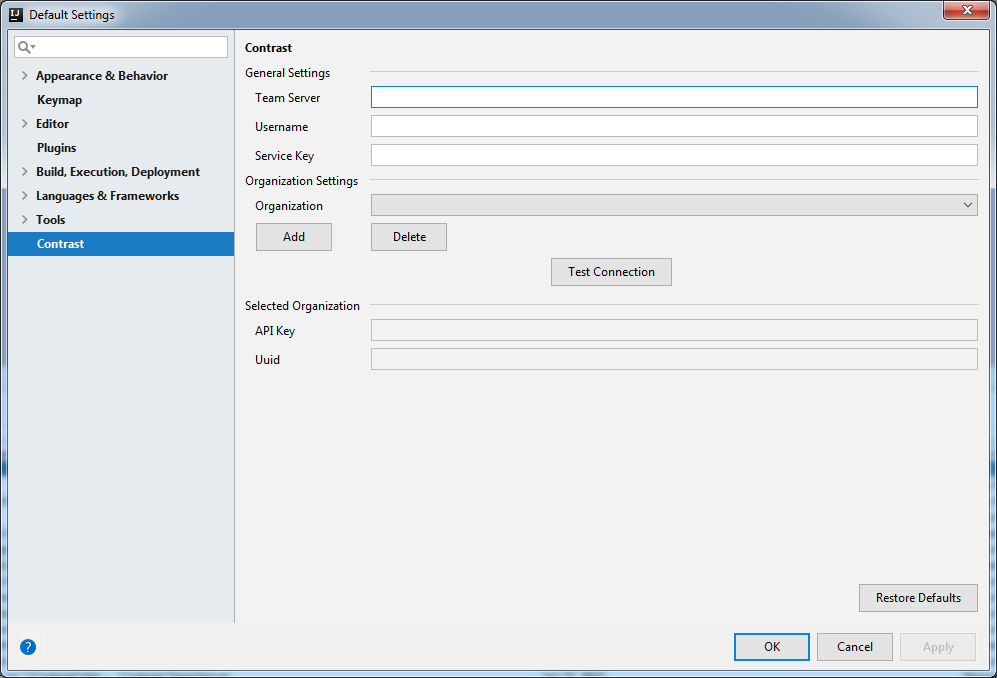 Default Settings
Appearance & Behavior
Keymap
Editor
Plugins
Build, Execution, Deployment
Languages & Frameworks
Tools
Contrast
Contrast
General Settings
Team Server
Username
Service Key
Organization Settings
Organization
Add Delete
Test Connection
Selected Organization
API Key
Uuid
Restore Defaults
? OK Cancel Apply